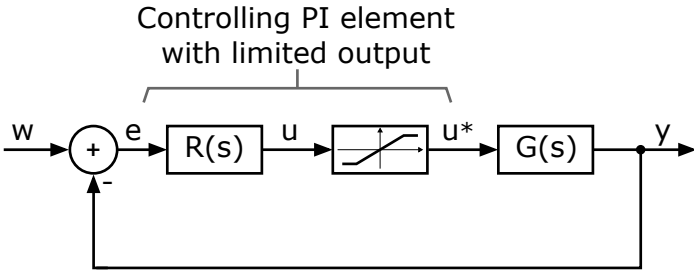 Controlling PI element
with limited output
w
+
-
e
R(s)
u
u*
G(s)
y